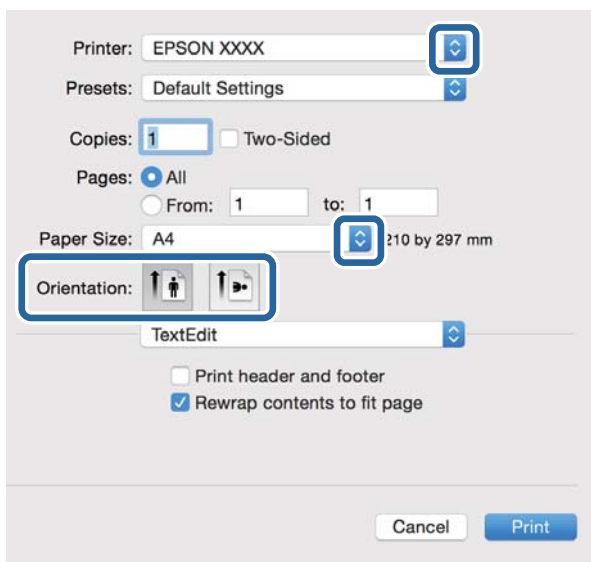 Printer: EPSON XXXX
Presets: Default Settings
Copies: 1 Two-Sided
Pages: All
From: 1 to: 1
Paper Size: A4 210 by 297 mm
Orientation:
TextEdit
Print header and footer
Rewrap contents to fit page
Cancel Print